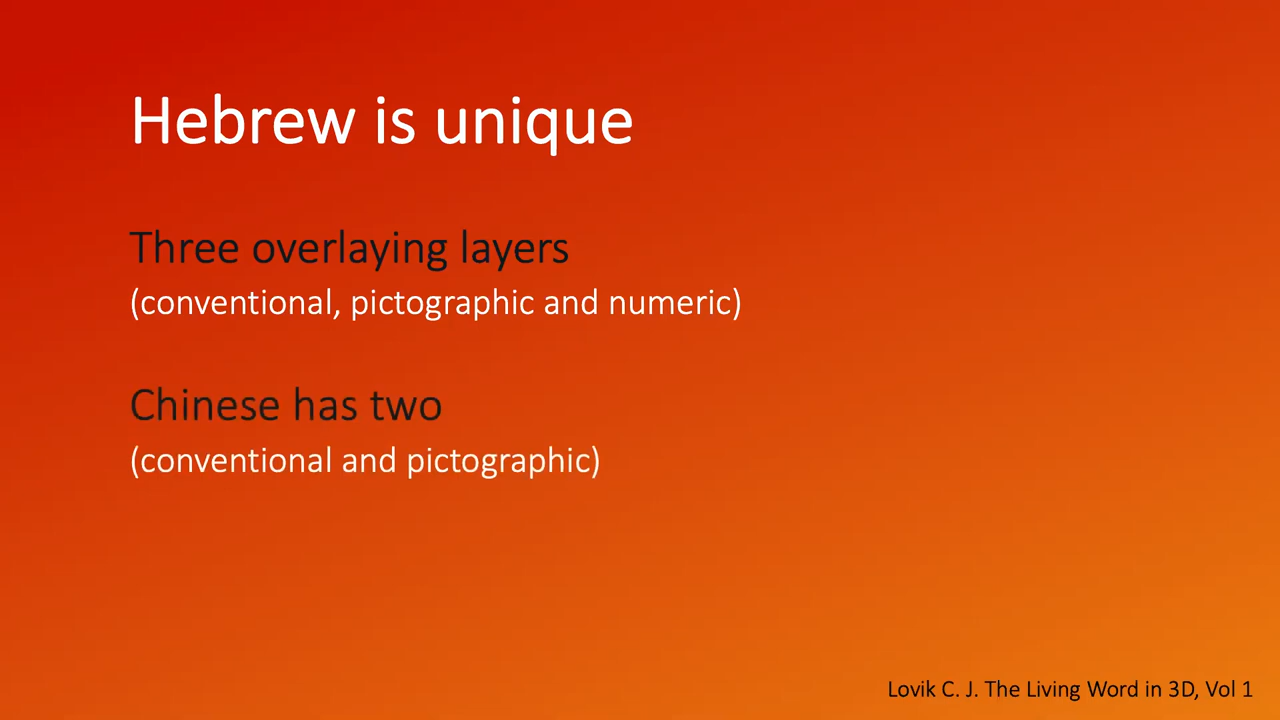 Hebrew is unique
Three overlaying layers
(conventional, pictographic and numeric)
Chinese has two
(conventional and pictographic)
Lovik C. J. The Living Word in 3D, Vol 1